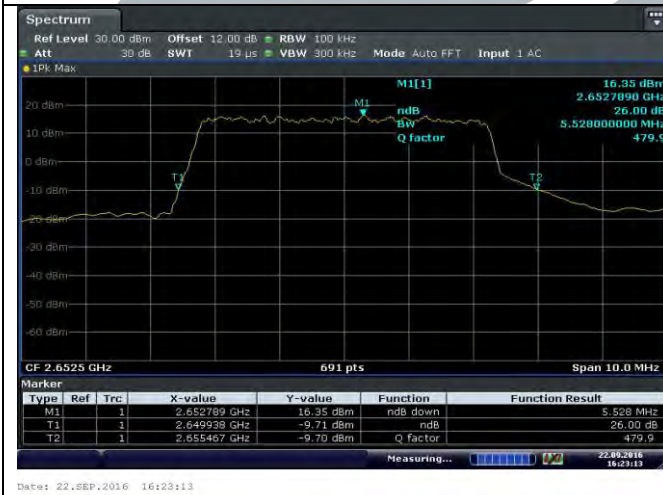 Spectrum
Ref Level 30.00 dBm Offset 12.00 dB RBW 100 kHz
Att 30 dB SWT 19 µs VBW 300 kHz Mode Auto FFT Input 1 AC
1Pk Max
M1[1] 16.35 dBm
2.6527890 GHz
20 dBm
M1
ndB 26.00 dB
10 dBm
Bw 5.528000000 MHz
Q factor 479.9
0 dBm
T1
T2
-10 dBm
-20 dBm
-30 dBm
-40 dBm
-50 dBm
-60 dBm
CF 2.6525 GHz 691 pts Span 10.0 MHz
Marker
Type Ref Trc X-value Y-value Function Function Result
M1 1 2.652789 GHz 16.35 dBm ndB down 5.528 MHz
T1 1 2.649938 GHz -9.71 dBm ndB 26.00 dB
T2 1 2.655467 GHz -9.70 dBm Q factor 479.9
Measuring... 22.09.2016
16:23:13
Date: 22.SEP.2016 16:23:13